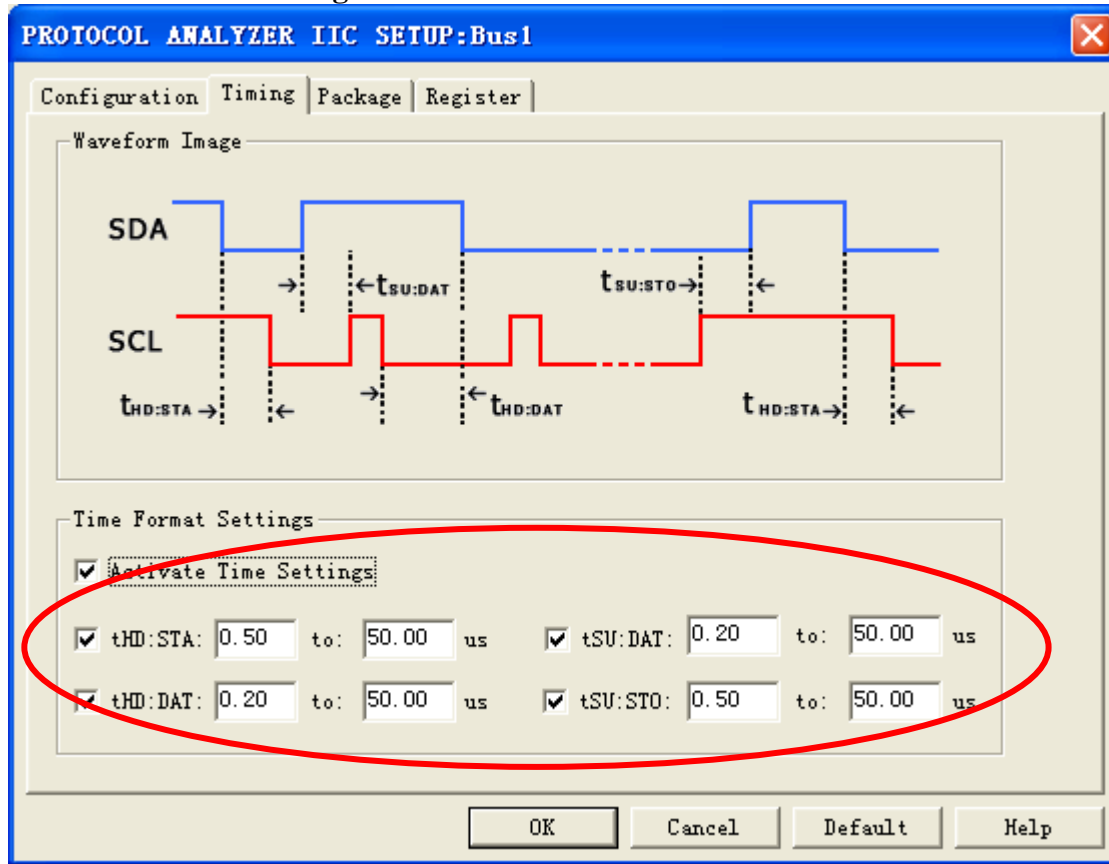 PROTOCOL ANALYZER IIC SETUP:Bus1
Configuration Timing Package Register
Waveform Image
SDA
tSU:DAT tSU:STO
SCL
tHD:STA tHD:DAT tHD:STA
Time Format Settings
Activate Time Settings
tHD:STA: 0.50 to: 50.00 us tSU:DAT: 0.20 to: 50.00 us
tHD:DAT: 0.20 to: 50.00 us tSU:STO: 0.50 to: 50.00 us
OK Cancel Default Help